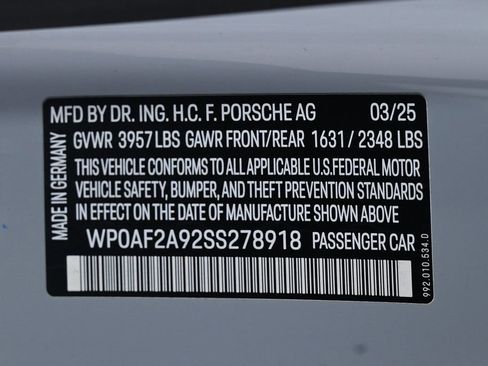 MFD BY DR. ING. H.C. F. PORSCHE AG 03/25
GVWR 3957 LBS GAWR FRONT/REAR 1631 / 2348 LBS
THIS VEHICLE CONFORMS TO ALL APPLICABLE U.S.FEDERAL MOTOR
VEHICLE SAFETY, BUMPER, AND THEFT PREVENTION STANDARDS
IN EFFECT ON THE DATE OF MANUFACTURE SHOWN ABOVE
WP0AF2A92SS278918 PASSENGER CAR
MADE IN GERMANY
992.010.534.D